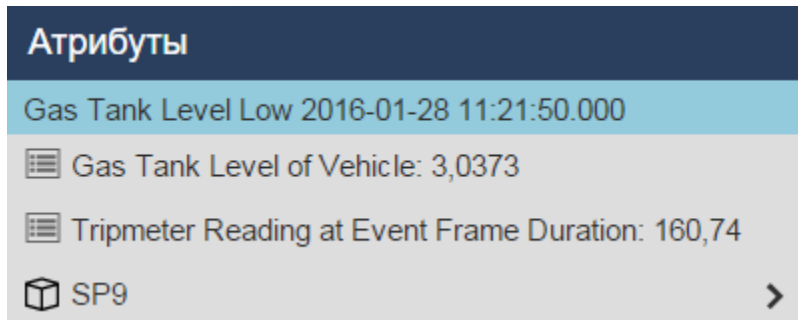 Атрибуты
Gas Tank Level Low 2016-01-28 11:21:50.000
Gas Tank Level of Vehicle: 3,0373
Tripmeter Reading at Event Frame Duration: 160,74
SP9